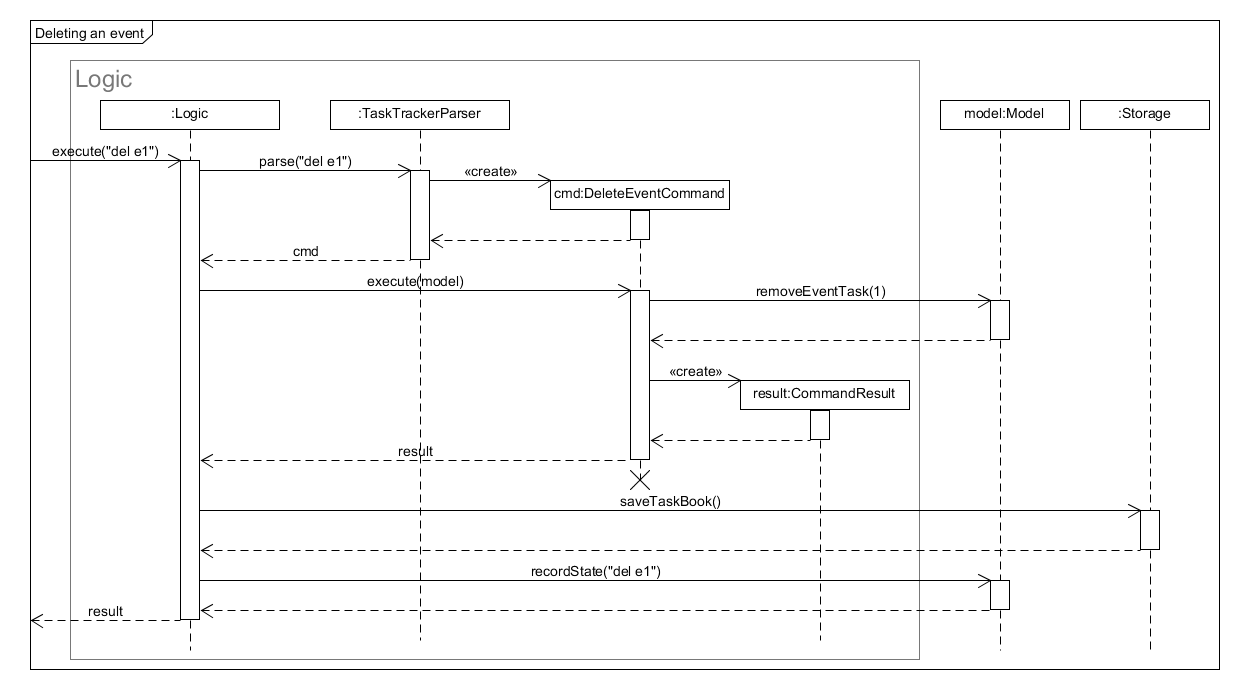 Deleting an event
Logic
:Logic
:TaskTrackerParser
model:Model
:Storage
execute("del e1")
parse("del e1")
«create»
cmd:DeleteEventCommand
cmd
execute(model)
removeEventTask(1)
«create»
result:CommandResult
result
saveTaskBook()
recordState("del e1")
result